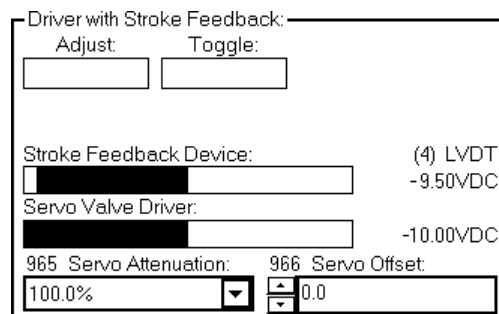 Driver with Stroke Feedback:
Adjust: Toggle:
Stroke Feedback Device: (4) LVDT
-9.50VDC
Servo Valve Driver:
-10.00VDC
965 Servo Attenuation: 966 Servo Offset:
100.0% 0.0